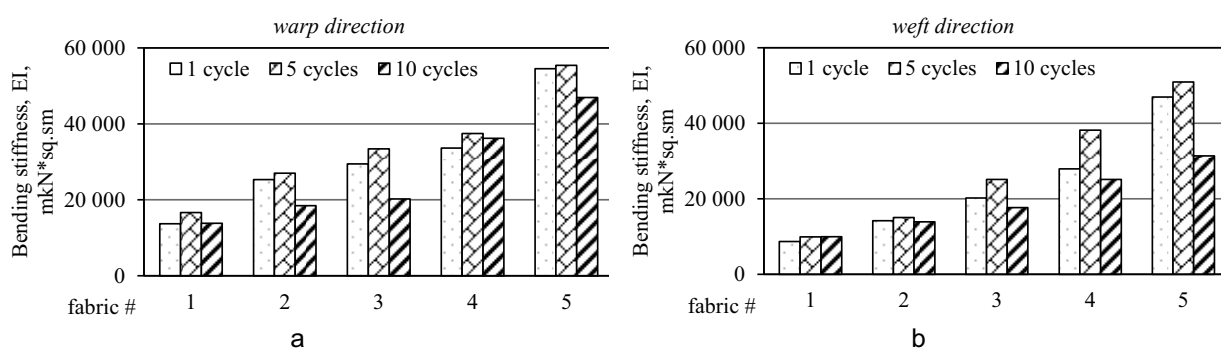 warp direction
Bending stiffness, EI,
mkN*sq.sm
60 000
40 000
20 000
0
1 cycle 5 cycles 10 cycles
fabric # 1 2 3 4 5
a
weft direction
Bending stiffness, EI,
mkN*sq.sm
60 000
40 000
20 000
0
1 cycle 5 cycles 10 cycles
fabric # 1 2 3 4 5
b